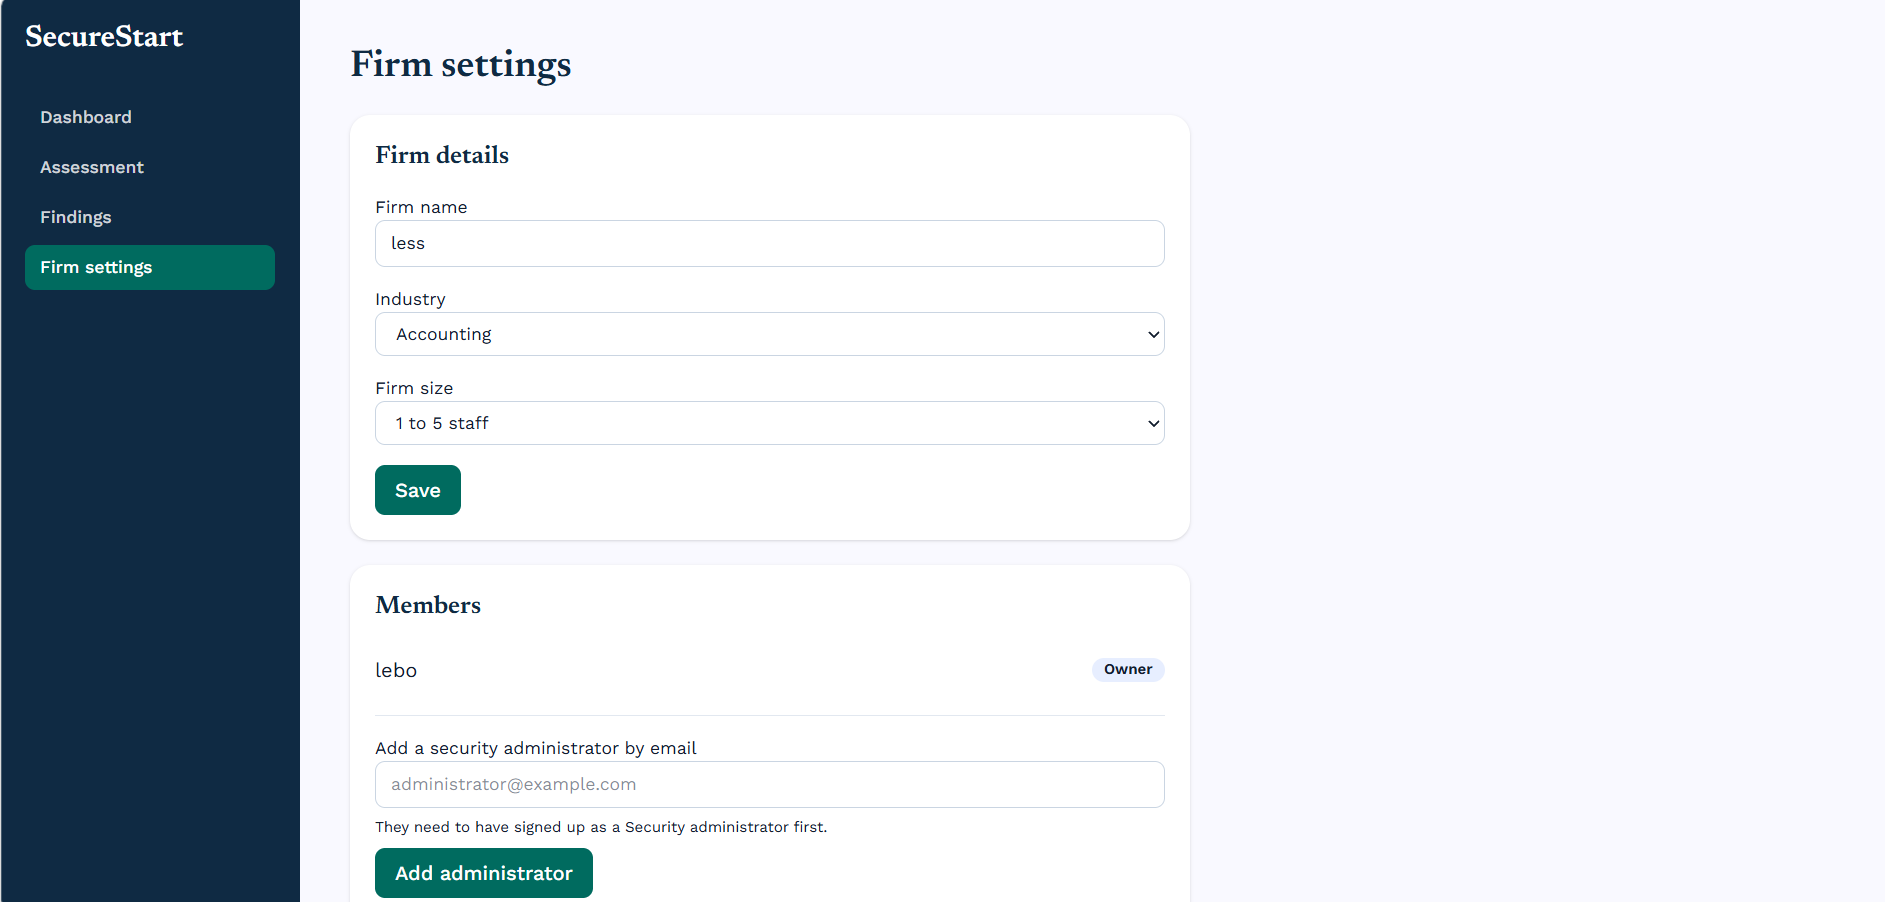 SecureStart
Dashboard
Assessment
Findings
Firm settings
Firm settings
Firm details
Firm name
less
Industry
Accounting
Firm size
1 to 5 staff
Save
Members
lebo
Owner
Add a security administrator by email
administrator@example.com
They need to have signed up as a Security administrator first.
Add administrator